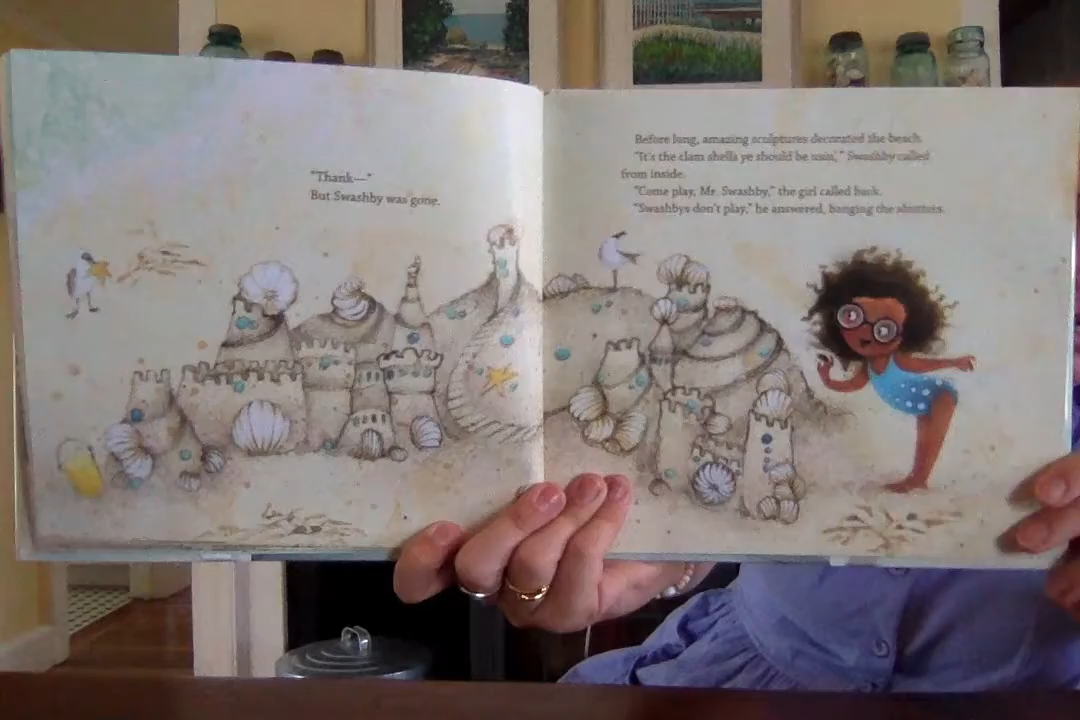 "Thank—"
But Swashby was gone.
Before long, amazing sculptures decorated the beach.
"It's the clam shells ye should be usin'," Swashby called
from inside.
"Come play, Mr. Swashby," the girl called back.
"Swashbys don't play," he answered, banging the shutters.